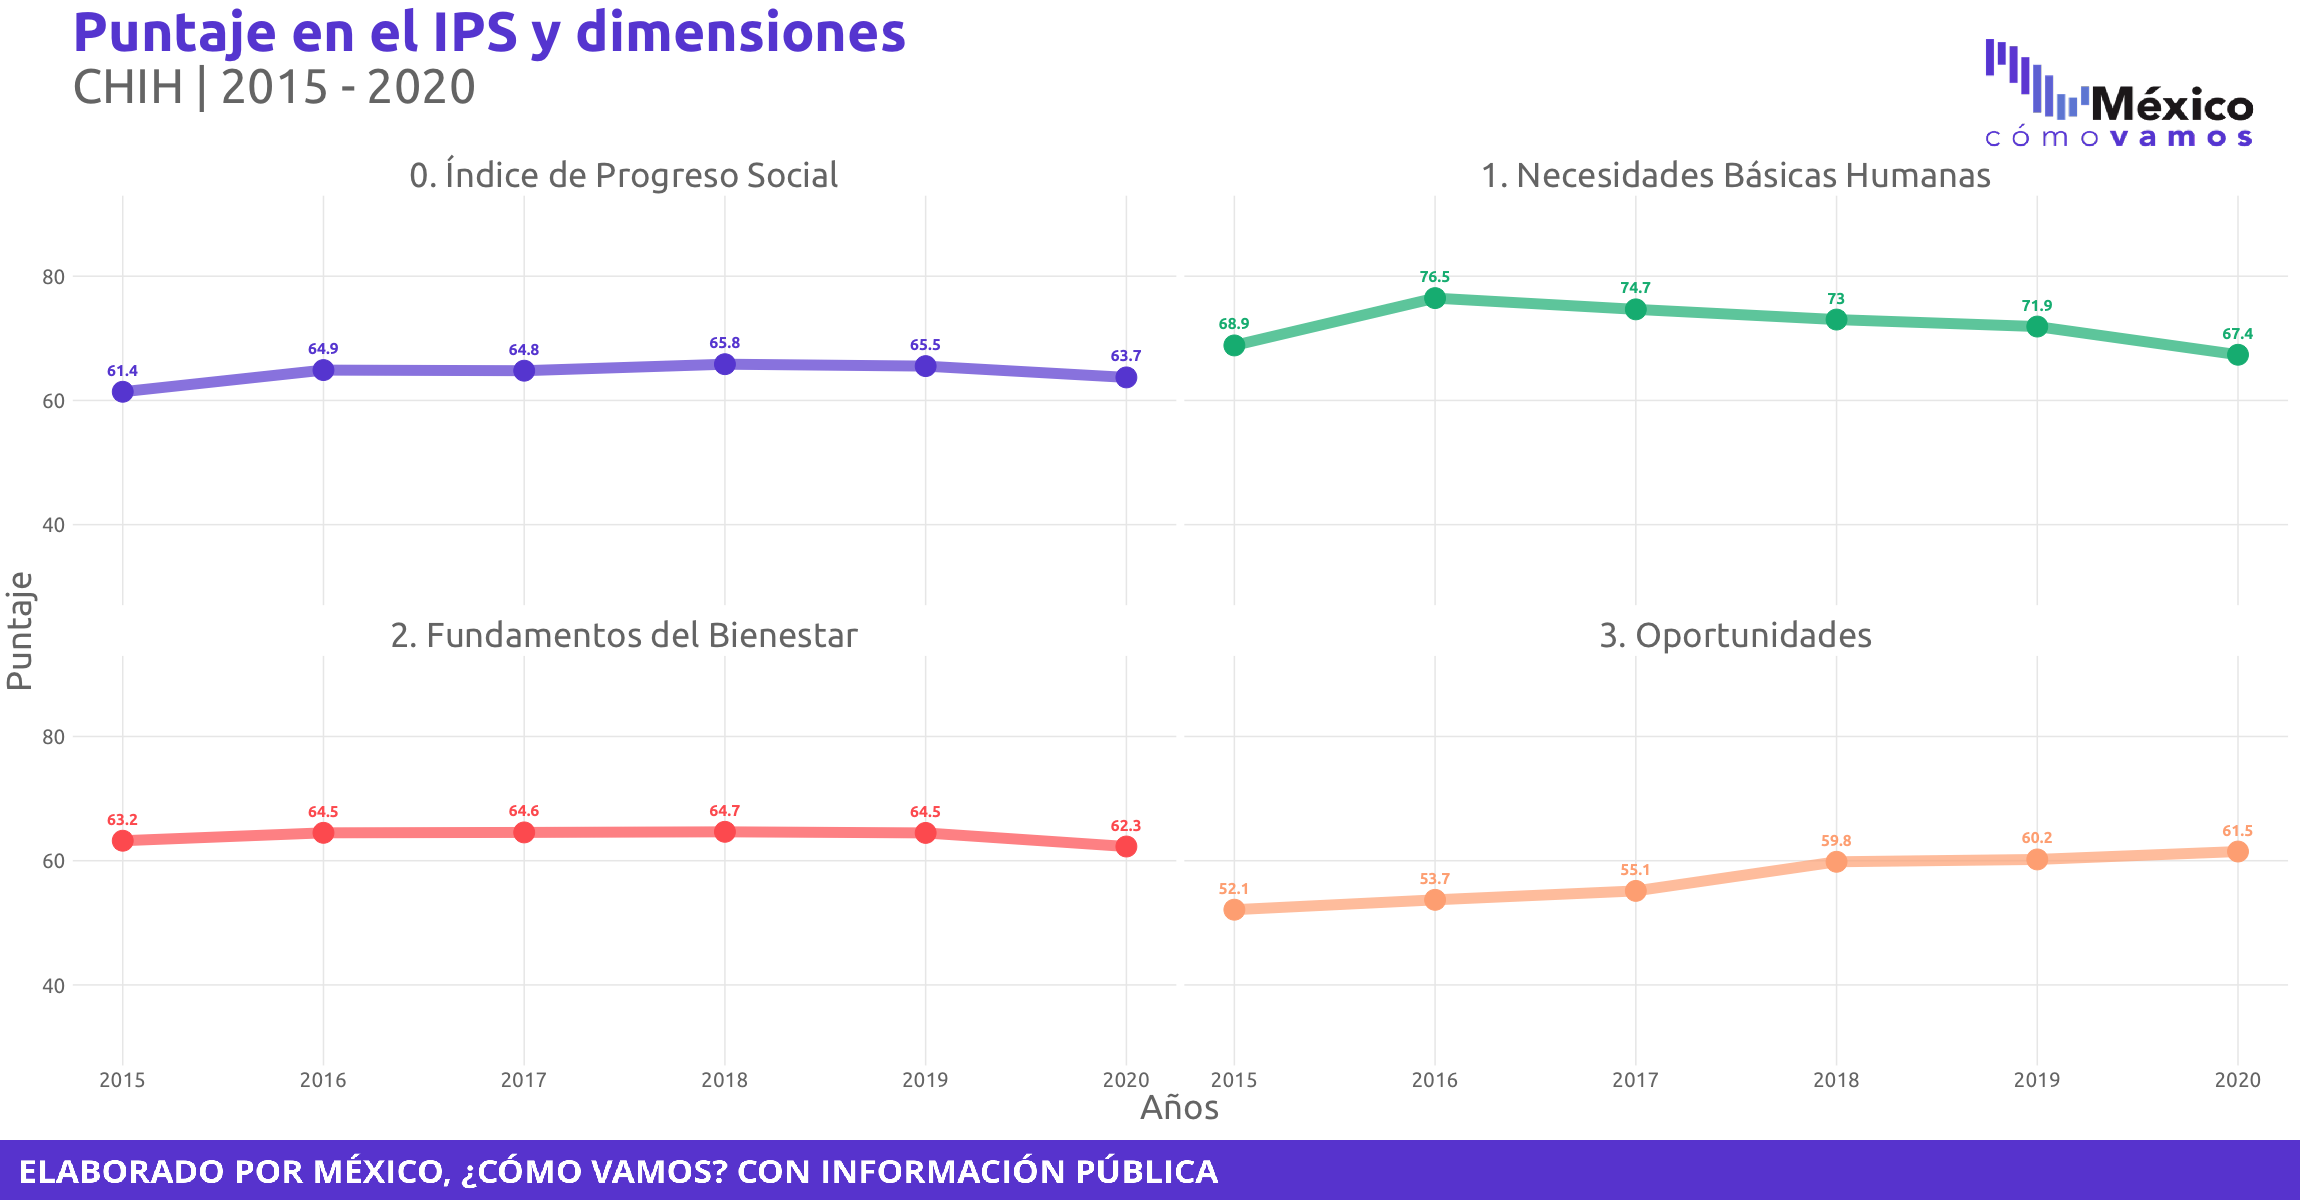 Puntaje en el IPS y dimensiones
CHIH | 2015 - 2020
México
cómovamos
0. Índice de Progreso Social
1. Necesidades Básicas Humanas
80
60
40
61.4
64.9
64.8
65.8
65.5
63.7
68.9
76.5
74.7
73
71.9
67.4
Puntaje
2. Fundamentos del Bienestar
3. Oportunidades
80
60
40
63.2
64.5
64.6
64.7
64.5
62.3
52.1
53.7
55.1
59.8
60.2
61.5
2015 2016 2017 2018 2019 2020 2015 2016 2017 2018 2019 2020
Años
ELABORADO POR MÉXICO, ¿CÓMO VAMOS? CON INFORMACIÓN PÚBLICA